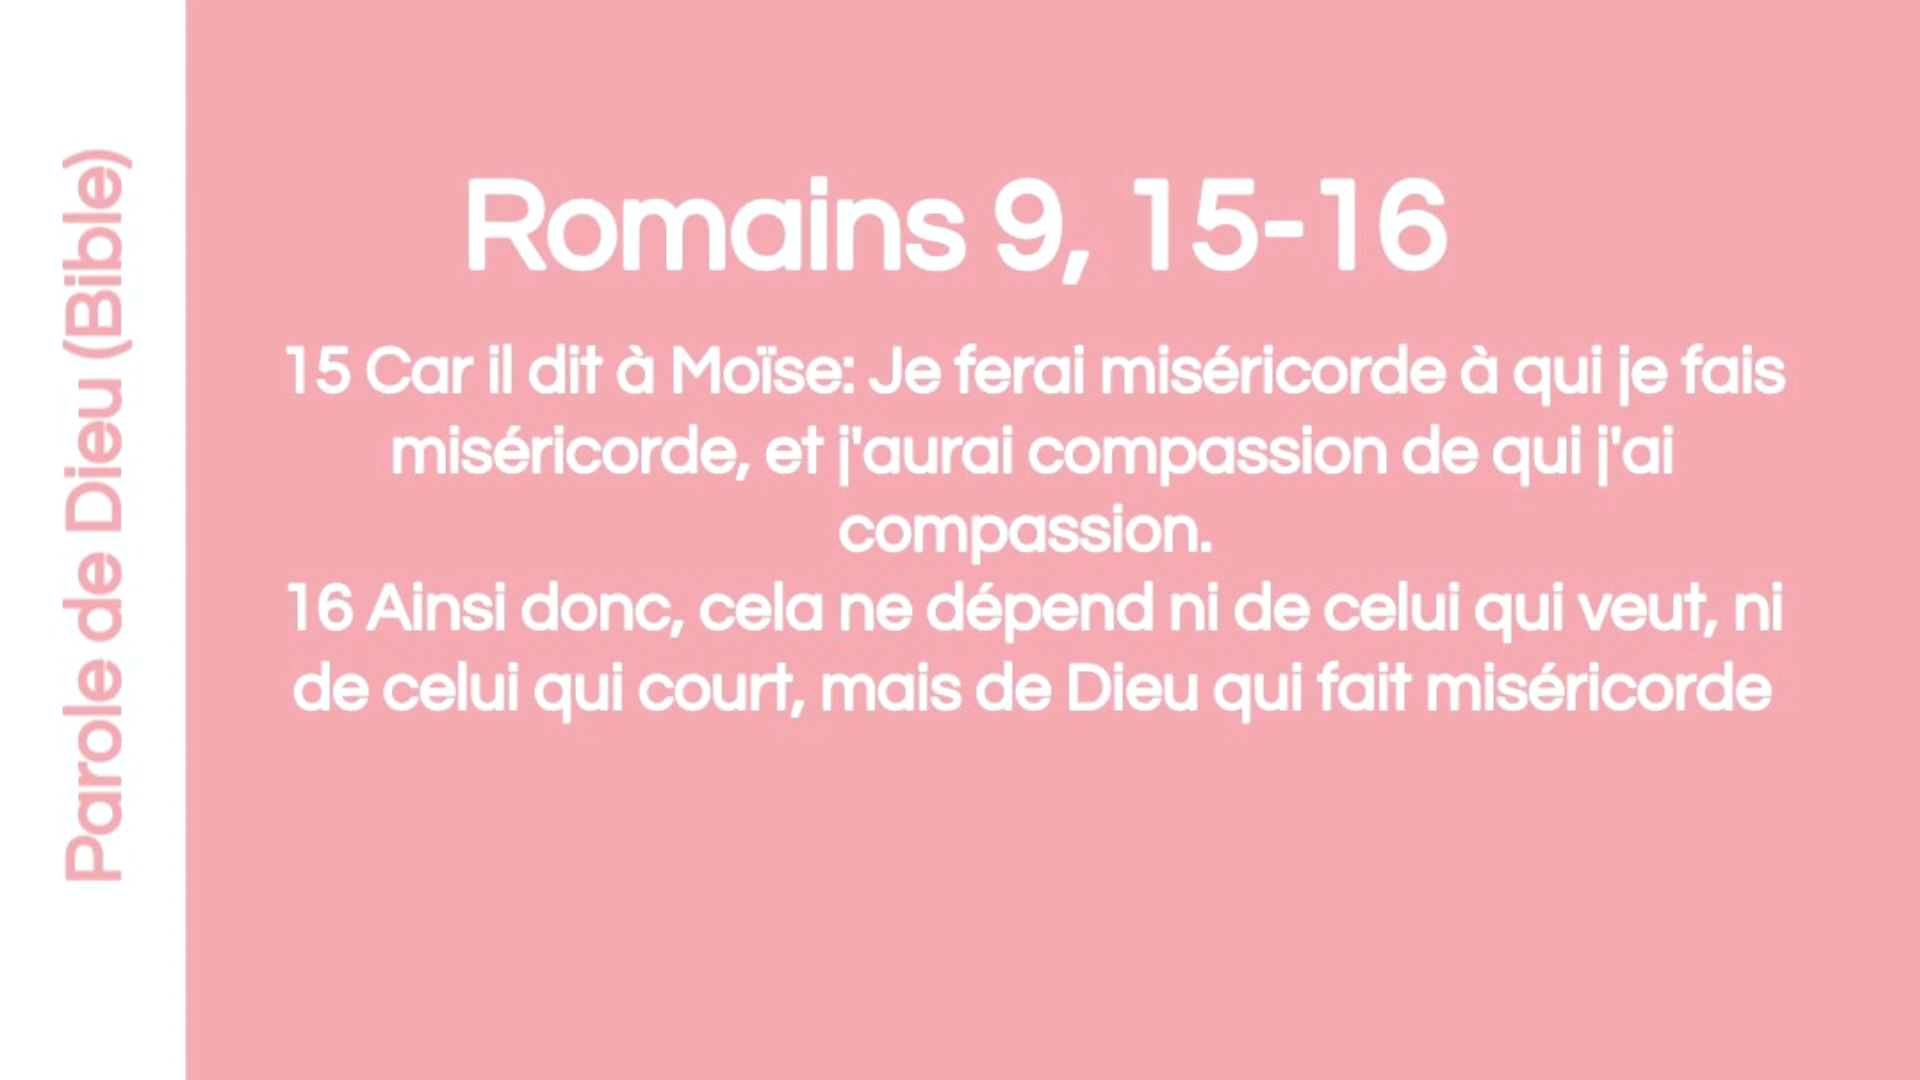 Parole de Dieu (Bible)
Romains 9, 15-16
15 Car il dit à Moïse: Je ferai miséricorde à qui je fais
miséricorde, et j'aurai compassion de qui j'ai
compassion.
16 Ainsi donc, cela ne dépend ni de celui qui veut, ni
de celui qui court, mais de Dieu qui fait miséricorde